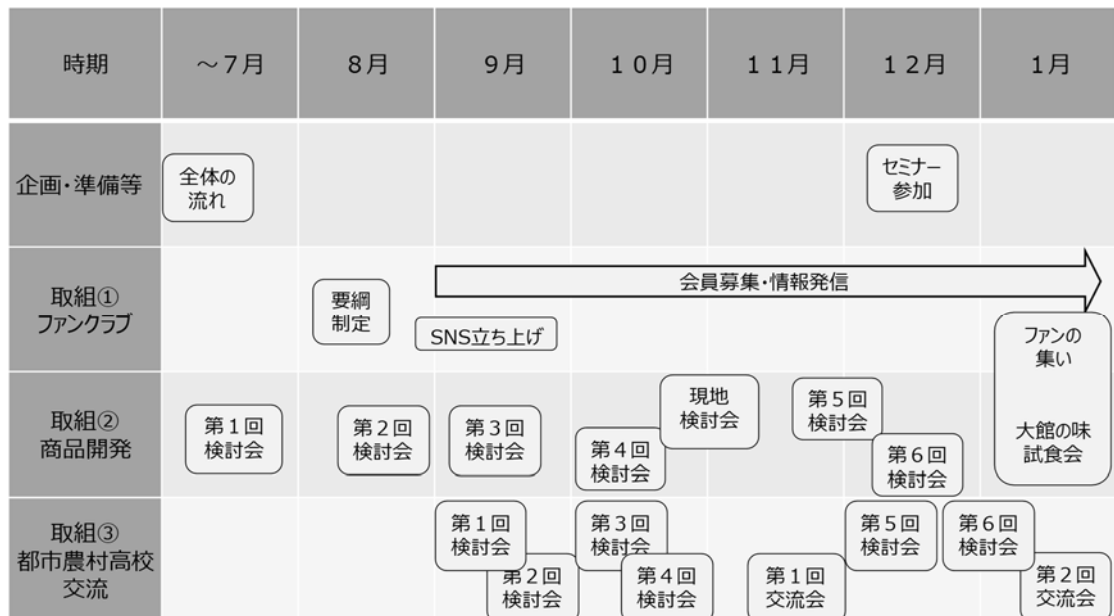 時期
～７月
８月
９月
１０月
１１月
１２月
１月
企画・準備等
全体の
流れ
セミナー
参加
取組①
ファンクラブ
要綱
制定
会員募集・情報発信
SNS立ち上げ
ファンの
集い
取組②
商品開発
第１回
検討会
第２回
検討会
第３回
検討会
第４回
検討会
現地
検討会
第５回
検討会
第６回
検討会
大館の味
試食会
取組③
都市農村高校
交流
第１回
検討会
第２回
検討会
第３回
検討会
第４回
検討会
第１回
交流会
第５回
検討会
第６回
検討会
第２回
交流会